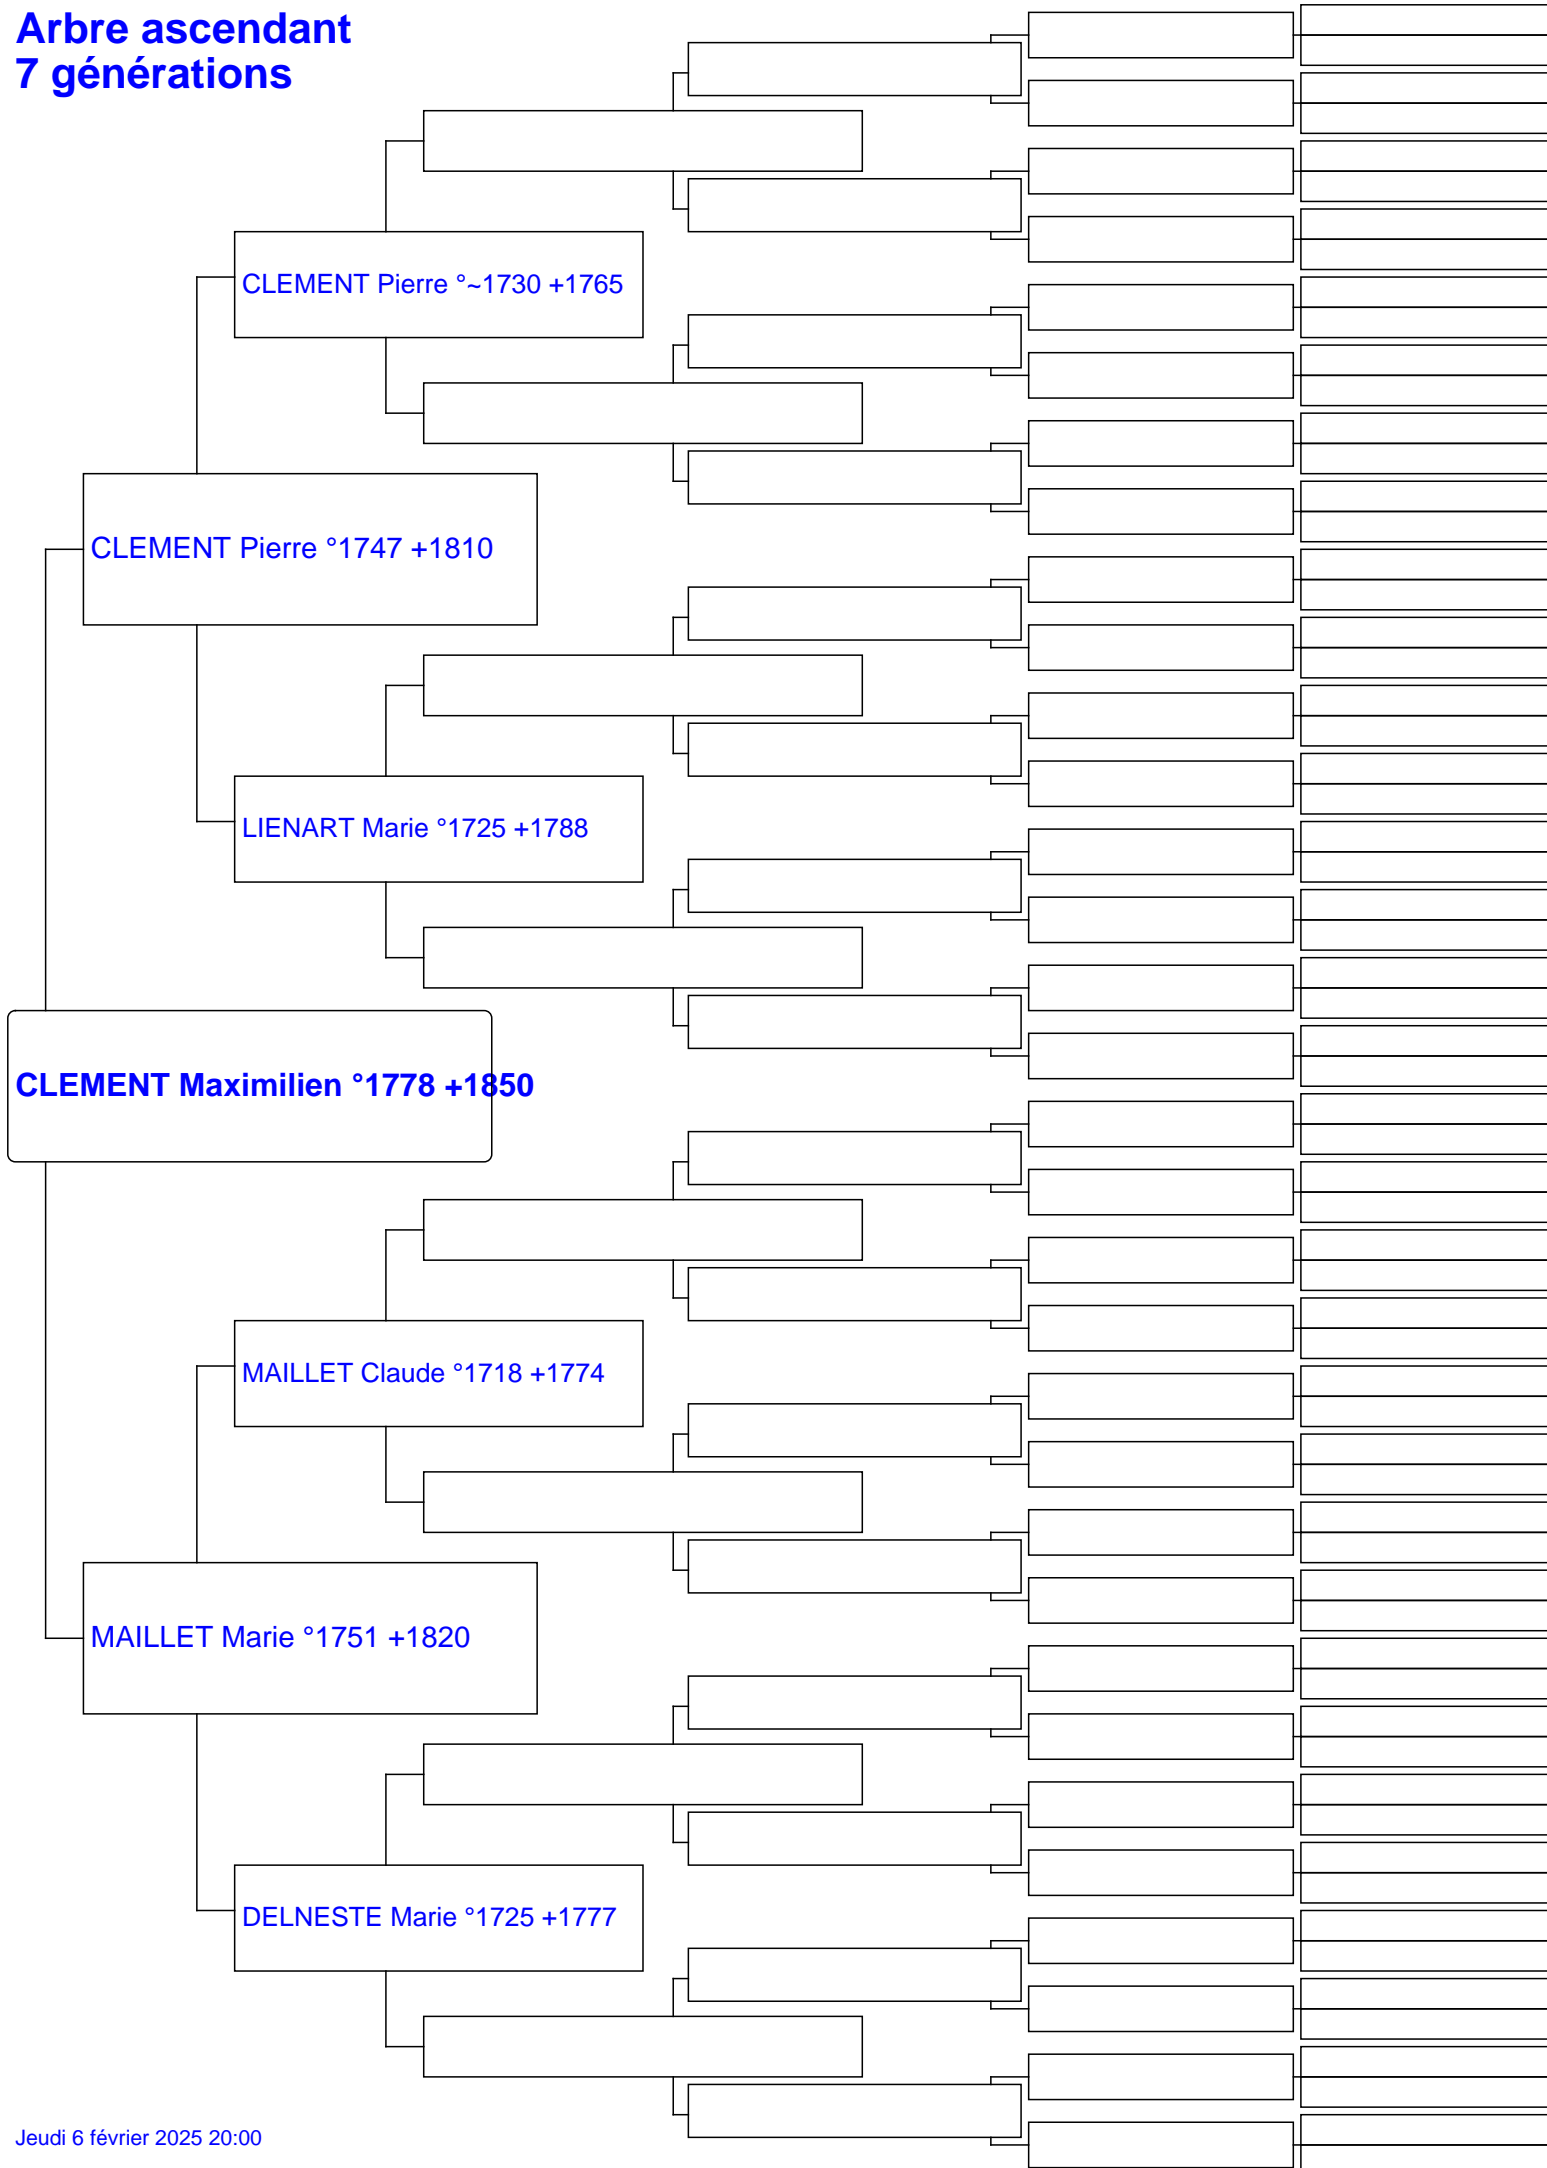 Arbre ascendant
7 générations
CLEMENT Pierre °~1730 +1765
CLEMENT Pierre °1747 +1810
LIENART Marie °1725 +1788
CLEMENT Maximilien °1778 +1850
MAILLET Claude °1718 +1774
MAILLET Marie °1751 +1820
DELNESTE Marie °1725 +1777
Jeudi 6 février 2025 20:00